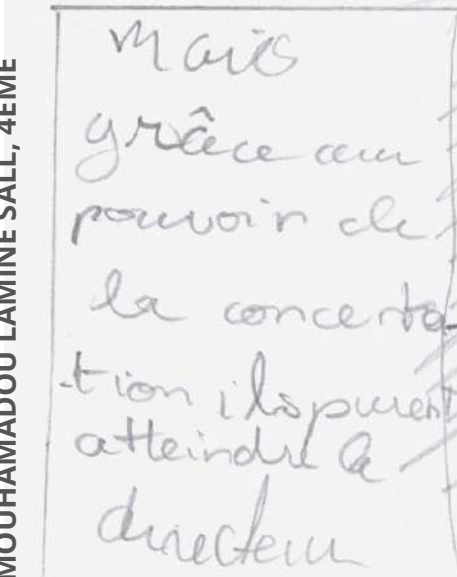 MOUHAMADOU LAMINE SALL, 4EME
Mais
grâce au
pouvoir de
la concerta-
tion ils purent
atteindre le
directeur